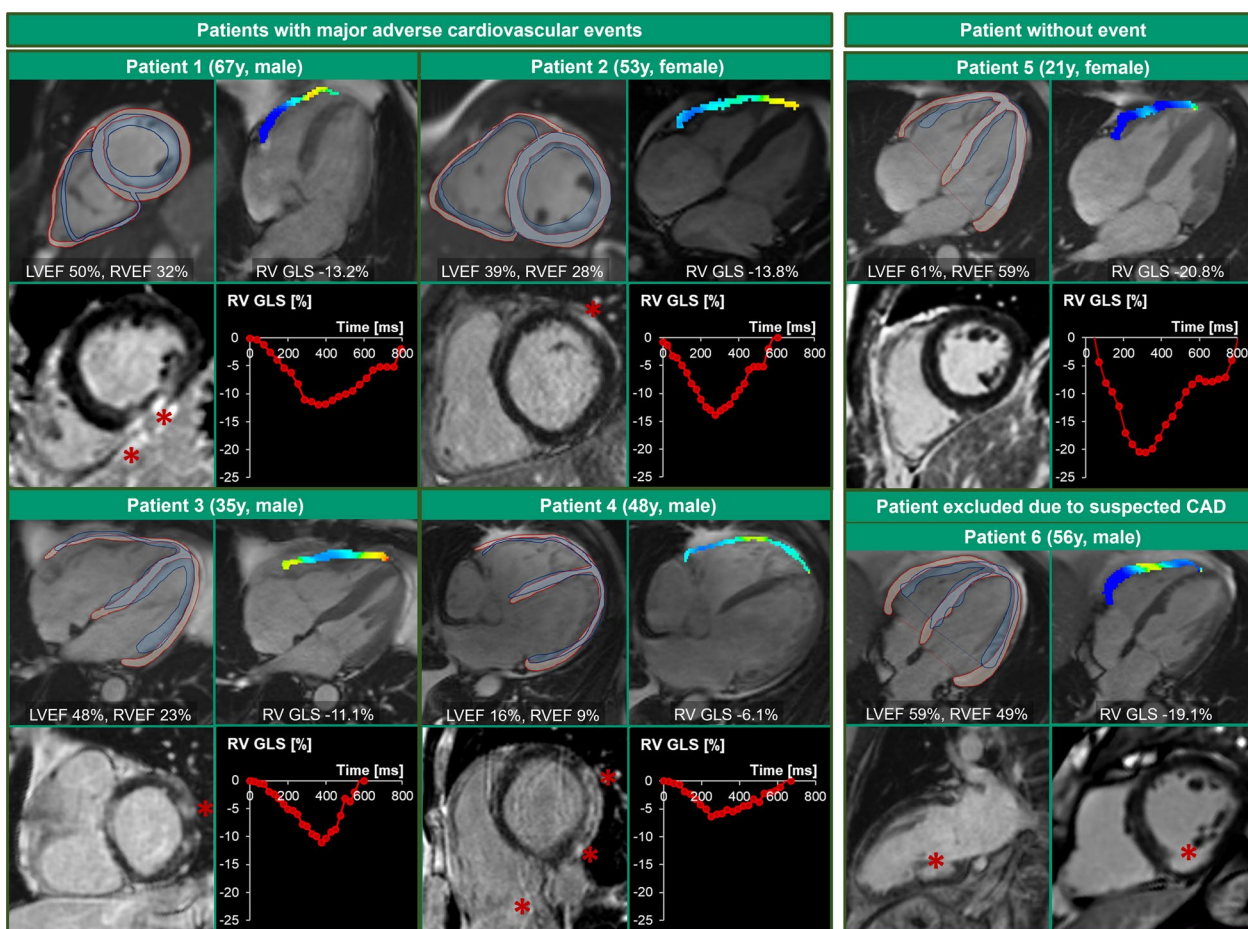 Patients with major adverse cardiovascular events
Patient without event
Patient 1 (67y, male)
Patient 2 (53y, female)
Patient 5 (21y, female)
LVEF 50%, RVEF 32%
RV GLS -13.2%
LVEF 39%, RVEF 28%
RV GLS -13.8%
LVEF 61%, RVEF 59%
RV GLS -20.8%
RV GLS [%]
Time [ms]
0
-5
-10
-15
-20
-25
0 200 400 600 800
*
*
*
RV GLS [%]
Time [ms]
0
-5
-10
-15
-20
-25
0 200 400 600 800
RV GLS [%]
Time [ms]
0
-5
-10
-15
-20
-25
0 200 400 600 800
Patient 3 (35y, male)
Patient 4 (48y, male)
Patient excluded due to suspected CAD
Patient 6 (56y, male)
LVEF 48%, RVEF 23%
RV GLS -11.1%
LVEF 16%, RVEF 9%
RV GLS -6.1%
LVEF 59%, RVEF 49%
RV GLS -19.1%
*
RV GLS [%]
Time [ms]
0
-5
-10
-15
-20
-25
0 200 400 600 800
*
*
*
RV GLS [%]
Time [ms]
0
-5
-10
-15
-20
-25
0 200 400 600 800
*
*